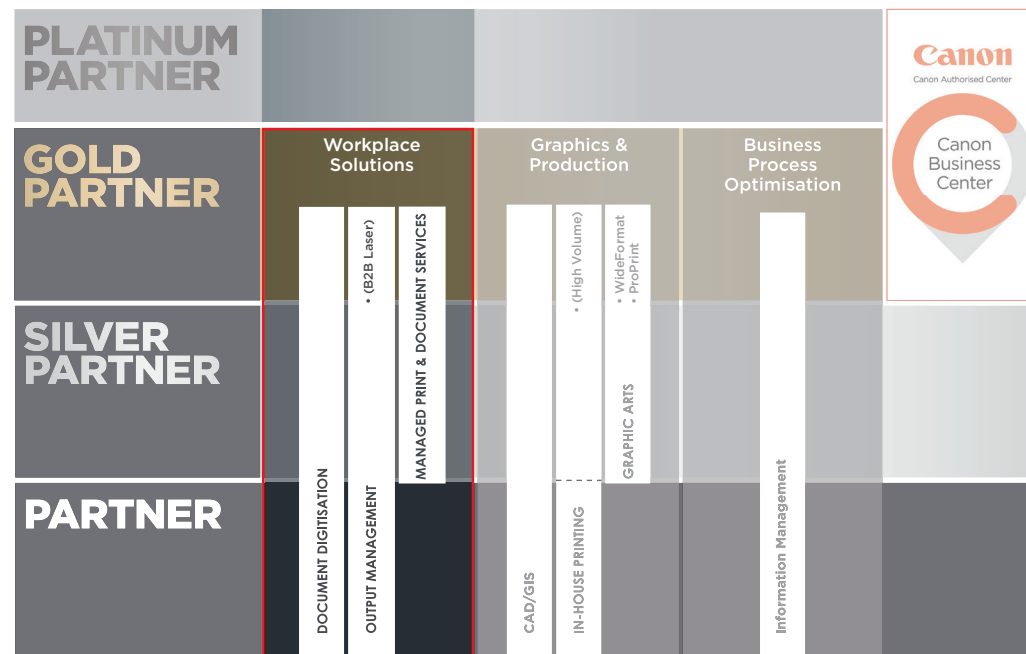 PLATINUM
PARTNER
Canon
Canon Authorised Center
Canon
Business
Center
GOLD
PARTNER
Workplace
Solutions
Graphics &
Production
Business
Process
Optimisation
DOCUMENT DIGITISATION
OUTPUT MANAGEMENT • (B2B Laser)
MANAGED PRINT & DOCUMENT SERVICES
CAD/GIS
IN-HOUSE PRINTING • (High Volume)
GRAPHIC ARTS • WideFormat
• ProPrint
Information Management
SILVER
PARTNER
PARTNER